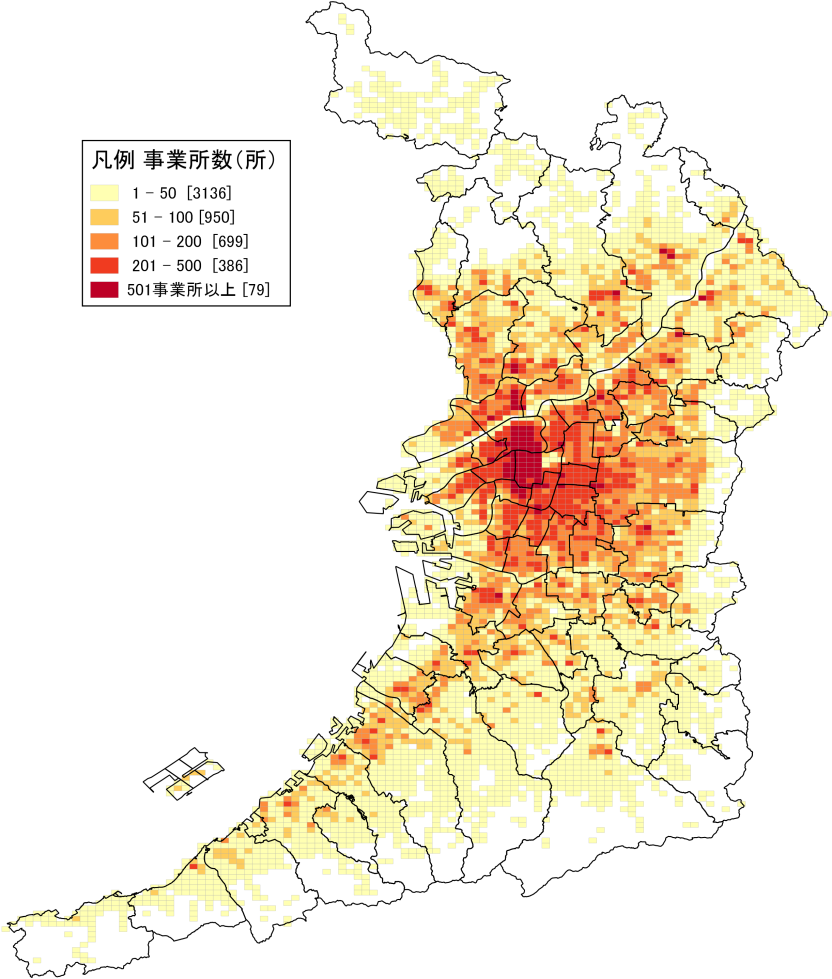 凡例 事業所数（所）
1 - 50 [3136]
51 - 100 [950]
101 - 200 [699]
201 - 500 [386]
501事業所以上 [79]